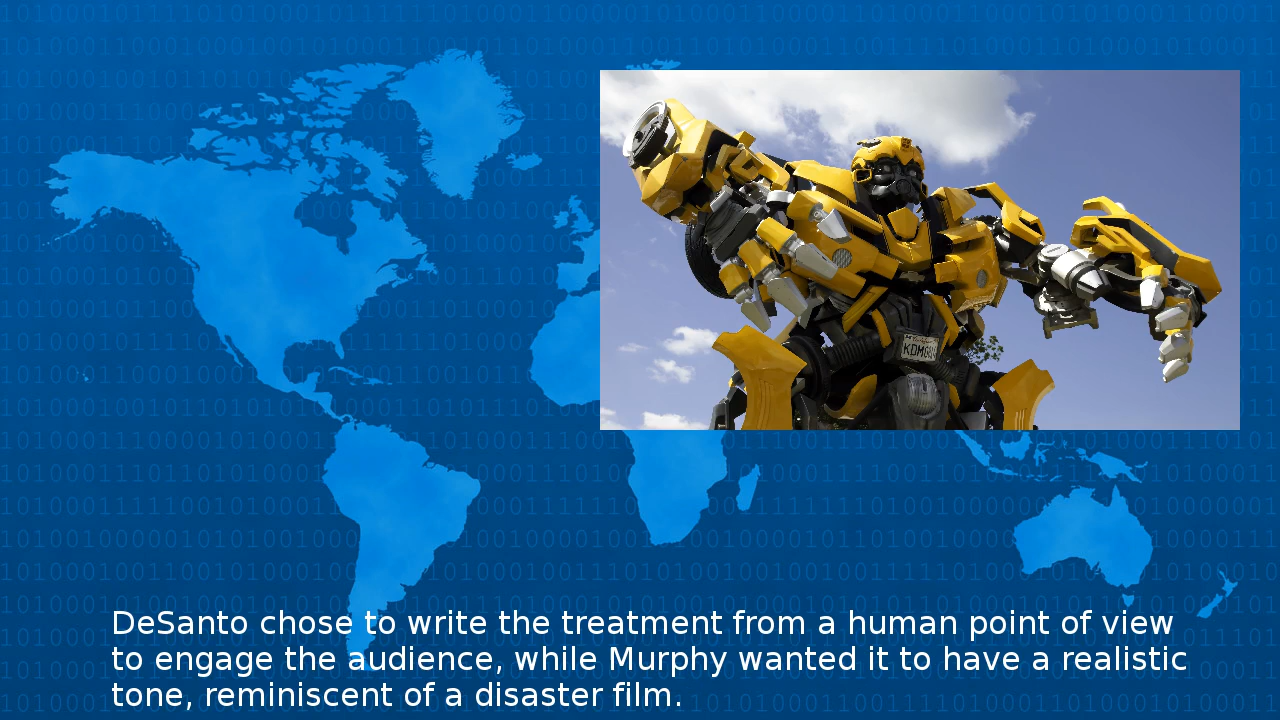 KDMO
DeSanto chose to write the treatment from a human point of view
to engage the audience, while Murphy wanted it to have a realistic
tone, reminiscent of a disaster film.